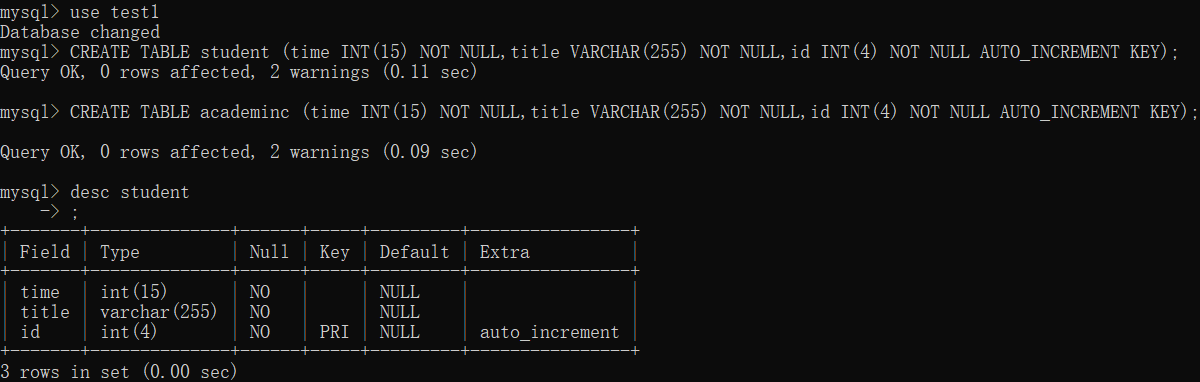 mysql> use test1
Database changed
mysql> CREATE TABLE student (time INT(15) NOT NULL,title VARCHAR(255) NOT NULL,id INT(4) NOT NULL AUTO_INCREMENT KEY);
Query OK, 0 rows affected, 2 warnings (0.11 sec)
mysql> CREATE TABLE academinc (time INT(15) NOT NULL,title VARCHAR(255) NOT NULL,id INT(4) NOT NULL AUTO_INCREMENT KEY);
Query OK, 0 rows affected, 2 warnings (0.09 sec)
mysql> desc student
    -> ;
+-------+--------------+------+-----+---------+----------------+
| Field | Type         | Null | Key | Default | Extra          |
+-------+--------------+------+-----+---------+----------------+
| time  | int(15)      | NO   |     | NULL    |                |
| title | varchar(255) | NO   |     | NULL    |                |
| id    | int(4)       | NO   | PRI | NULL    | auto_increment |
+-------+--------------+------+-----+---------+----------------+
3 rows in set (0.00 sec)